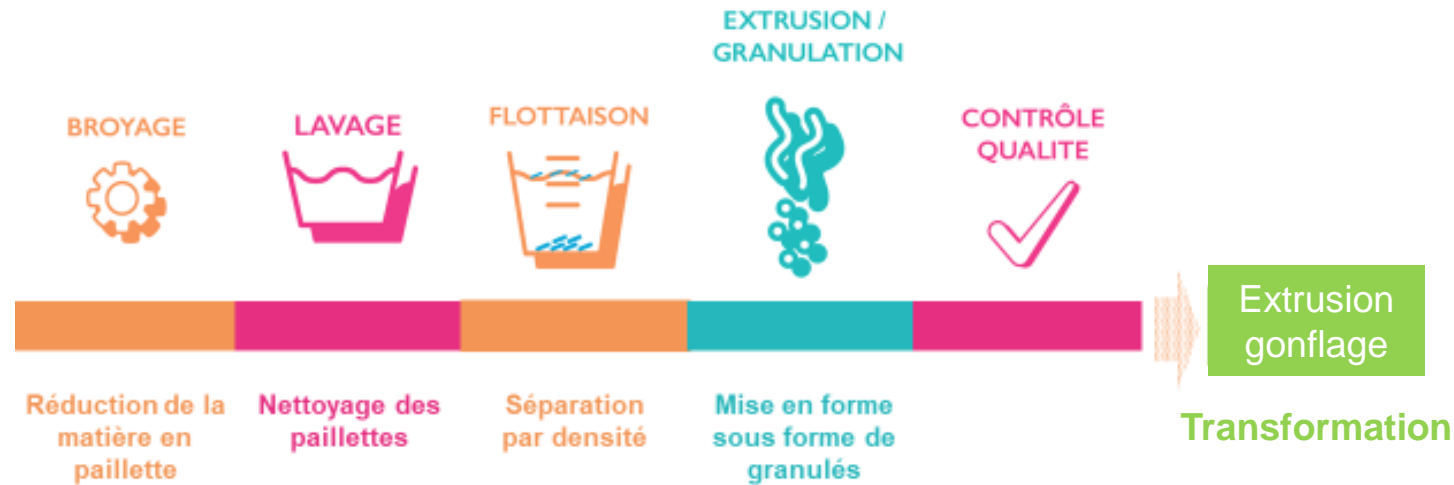 BROYAGE
LAVAGE
FLOTTAISON
EXTRUSION /
GRANULATION
CONTRÔLE
QUALITE
Extrusion
gonflage
Réduction de la
matière en
paillette
Nettoyage des
paillettes
Séparation
par densité
Mise en forme
sous forme de
granulés
Transformation